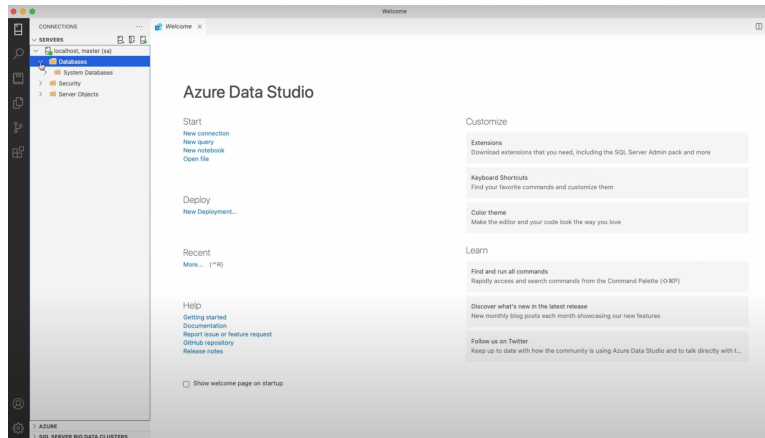 Welcome
CONNECTIONS
...
Welcome
SERVERS
localhost, master (sa)
Databases
System Databases
Security
Server Objects
AZURE
SQL SERVER BIG DATA CLUSTERS
Azure Data Studio
Start
New connection
New query
New notebook
Open file
Deploy
New Deployment...
Recent
More... (^R)
Help
Getting started
Documentation
Report issue or feature request
GitHub repository
Release notes
Show welcome page on startup
Customize
Extensions
Download extensions that you need, including the SQL Server Admin pack and more
Keyboard Shortcuts
Find your favorite commands and customize them
Color theme
Make the editor and your code look the way you love
Learn
Find and run all commands
Rapidly access and search commands from the Command Palette (⇧⌘P)
Discover what's new in the latest release
New monthly blog posts each month showcasing our new features
Follow us on Twitter
Keep up to date with how the community is using Azure Data Studio and to talk directly with t...